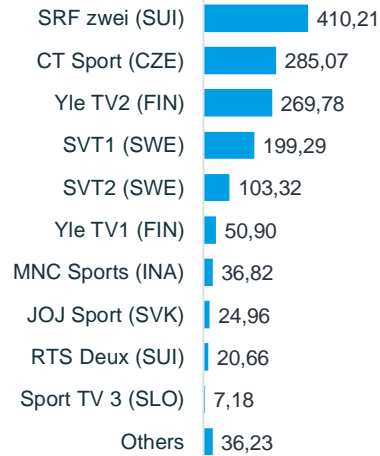 SRF zwei (SUI) 410,21
CT Sport (CZE) 285,07
Yle TV2 (FIN) 269,78
SVT1 (SWE) 199,29
SVT2 (SWE) 103,32
Yle TV1 (FIN) 50,90
MNC Sports (INA) 36,82
JOJ Sport (SVK) 24,96
RTS Deux (SUI) 20,66
Sport TV 3 (SLO) 7,18
Others 36,23